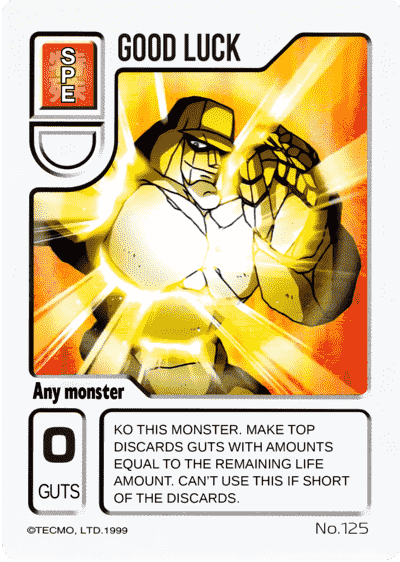 SPE
GOOD LUCK
D
Any monster
0
GUTS
KO THIS MONSTER. MAKE TOP
DISCARDS GUTS WITH AMOUNTS
EQUAL TO THE REMAINING LIFE
AMOUNT. CAN'T USE THIS IF SHORT
OF THE DISCARDS.
©TECMO, LTD.1999
No.125